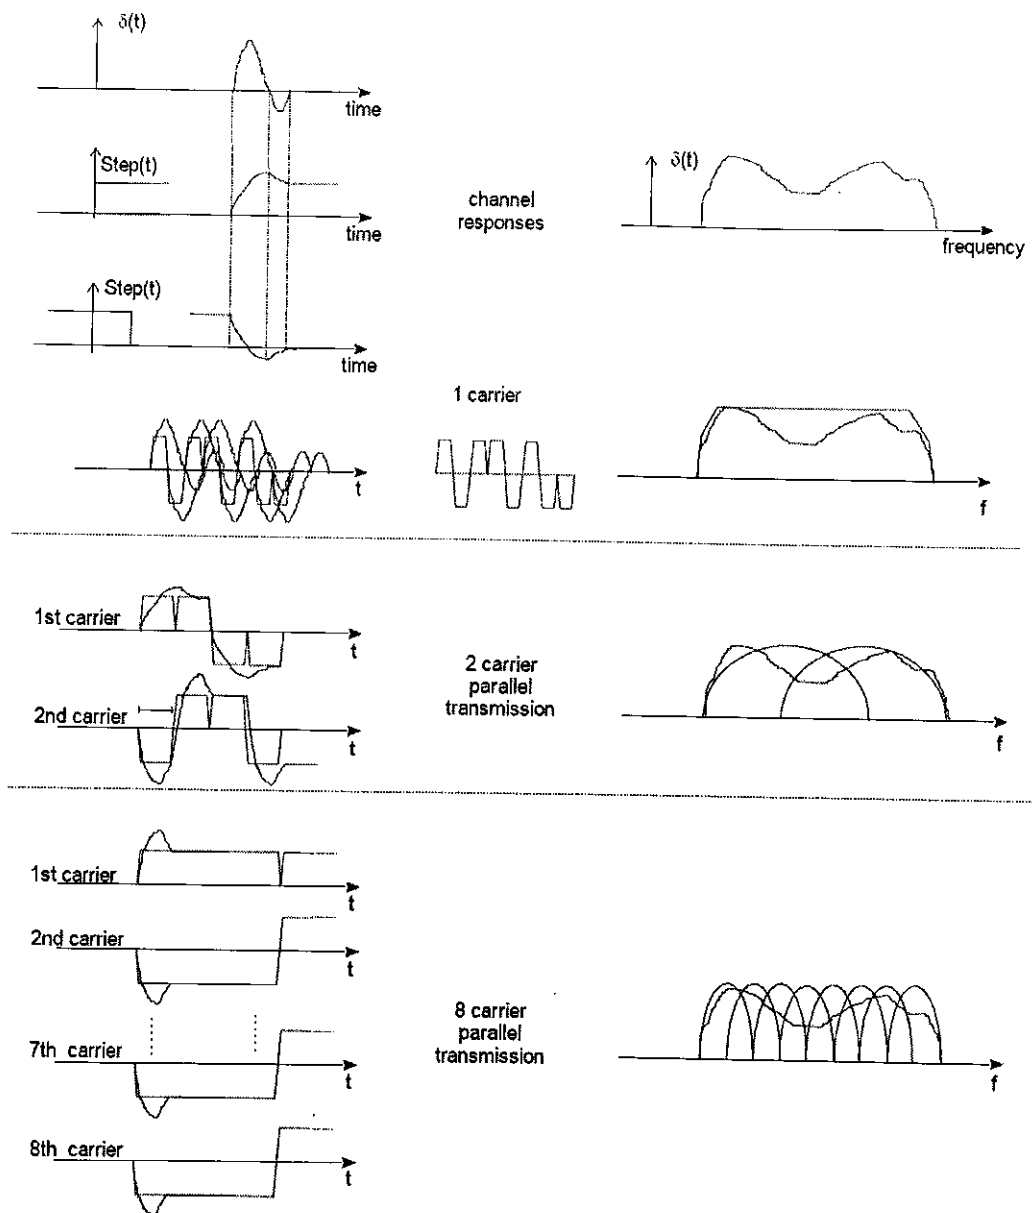 δ(t)
time
Step(t)
time
channel
responses
δ(t)
frequency
Step(t)
time
1 carrier
t
f
1st carrier
t
2 carrier
parallel
transmission
2nd carrier
t
f
1st carrier
t
2nd carrier
t
8 carrier
parallel
transmission
7th carrier
t
f
8th carrier
t